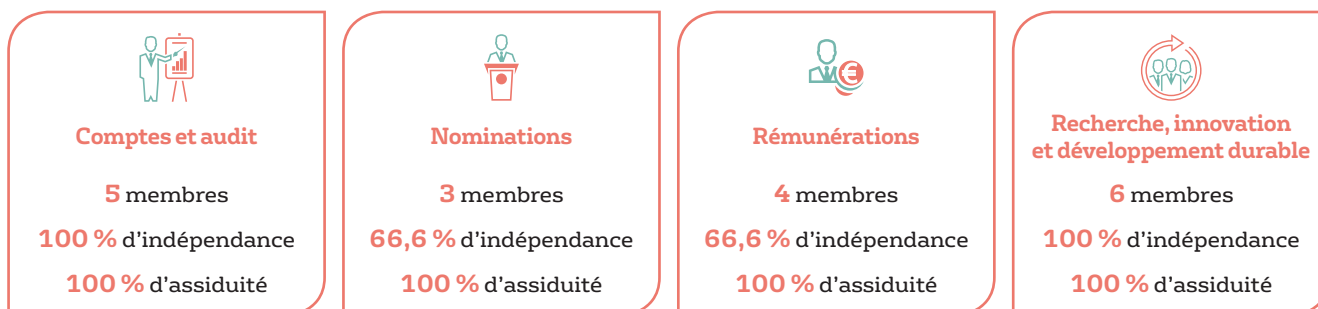 Comptes et audit
5 membres
100 % d'indépendance
100 % d'assiduité
Nominations
3 membres
66,6 % d'indépendance
100 % d'assiduité
€
Rémunérations
4 membres
66,6 % d'indépendance
100 % d'assiduité
Recherche, innovation
et développement durable
6 membres
100 % d'indépendance
100 % d'assiduité